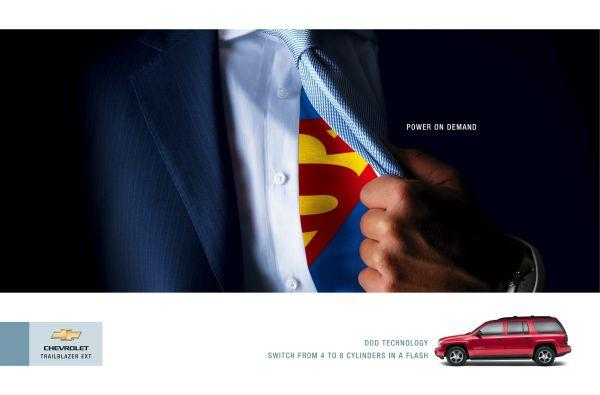 POWER ON DEMAND
DOD TECHNOLOGY
SWITCH FROM 4 TO 8 CYLINDERS IN A FLASH
CHEVROLET
TRAILBLAZER EXT